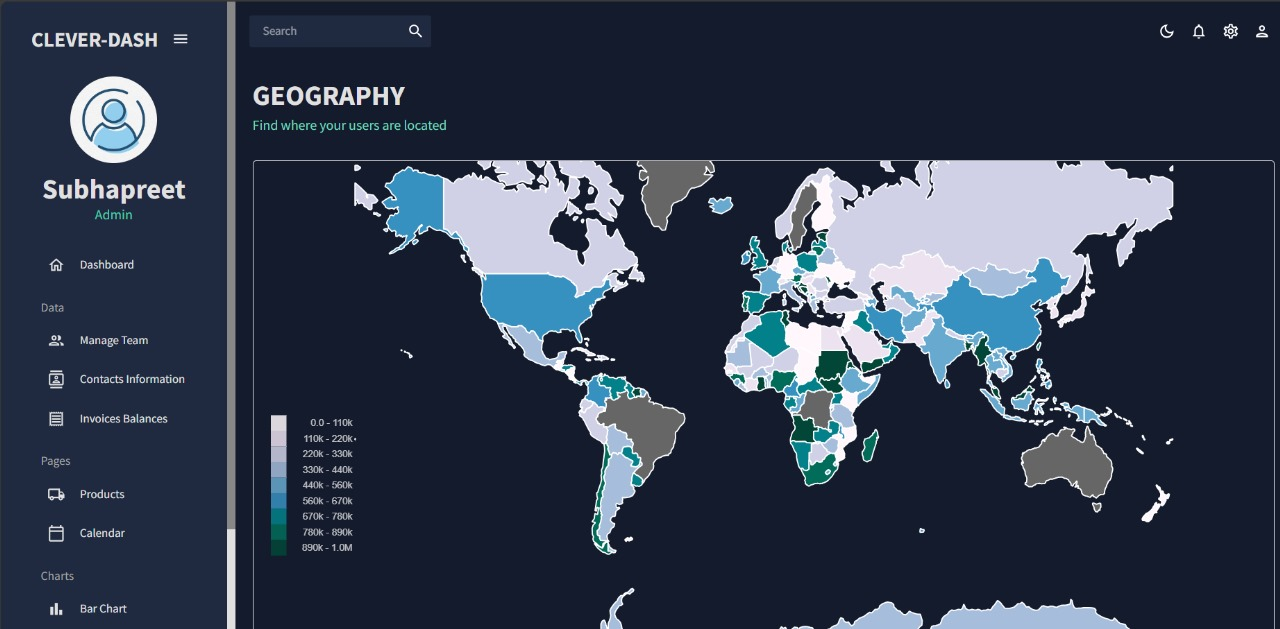 CLEVER-DASH
Search
Subhapreet
Admin
Dashboard
Data
Manage Team
Contacts Information
Invoices Balances
Pages
Products
Calendar
Charts
Bar Chart
GEOGRAPHY
Find where your users are located
0.0 - 110k
110k - 220k
220k - 330k
330k - 440k
440k - 560k
560k - 670k
670k - 780k
780k - 890k
890k - 1.0M